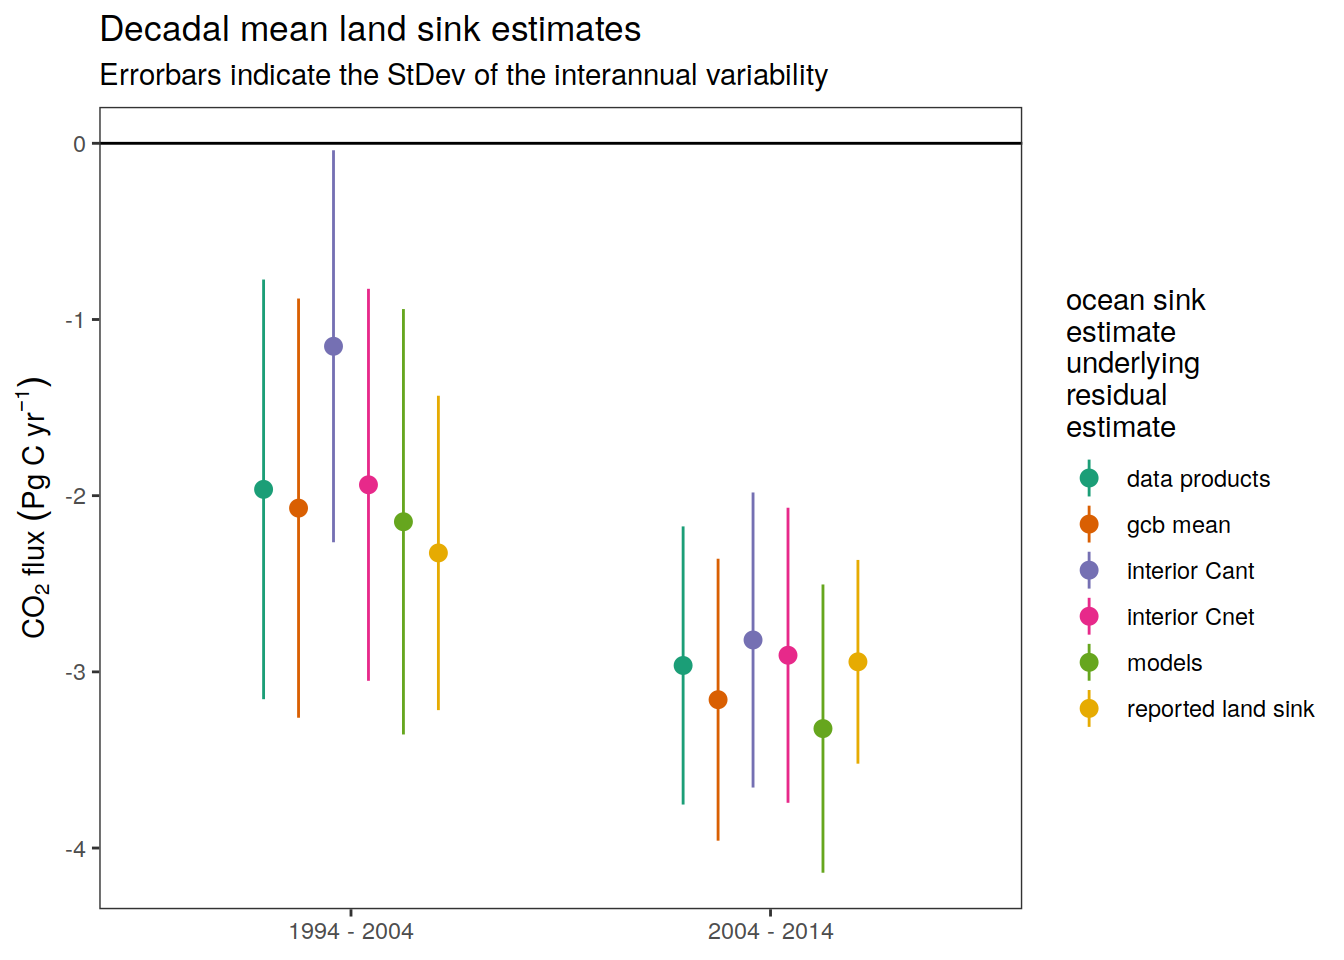 Decadal mean land sink estimates
Errorbars indicate the StDev of the interannual variability
CO₂ flux (Pg C yr⁻¹)
0
-1
-2
-3
-4
1994 - 2004
2004 - 2014
ocean sink
estimate
underlying
residual
estimate
data products
gcb mean
interior Cant
interior Cnet
models
reported land sink